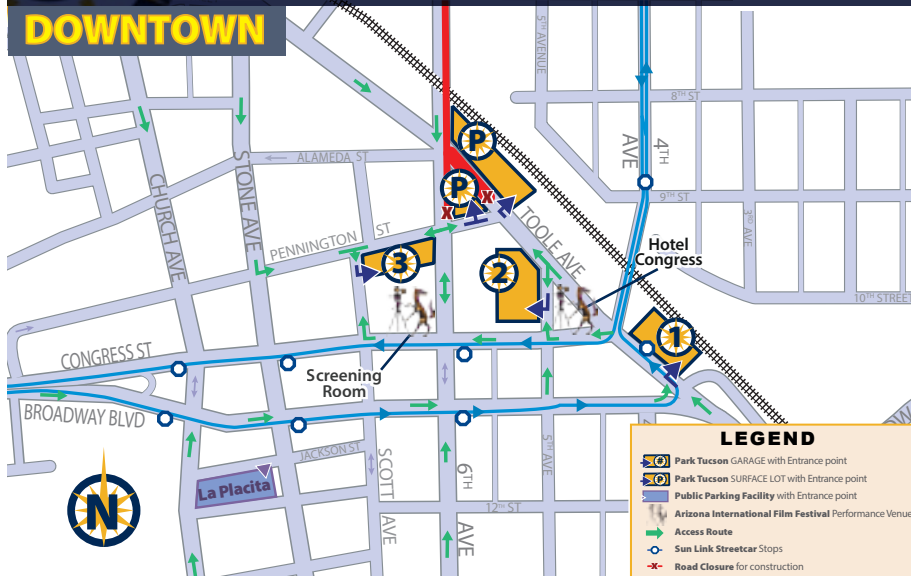 DOWNTOWN
5TH AVENUE
8TH ST
4TH AVE
P
ALAMEDA ST
P
X
X
CHURCH AVE
STONE AVE
9TH ST
3RD AVE
PENNINGTON ST
TOOLE AVE
Hotel
Congress
3
2
10TH STREET
1
CONGRESS ST
Screening
Room
BROADWAY BLVD
JACKSON ST
SCOTT AVE
6TH AVE
5TH AVE
La Placita
12TH ST
N
LEGEND
# Park Tucson GARAGE with Entrance point
P Park Tucson SURFACE LOT with Entrance point
Public Parking Facility with Entrance point
Arizona International Film Festival Performance Venue
Access Route
Sun Link Streetcar Stops
X Road Closure for construction